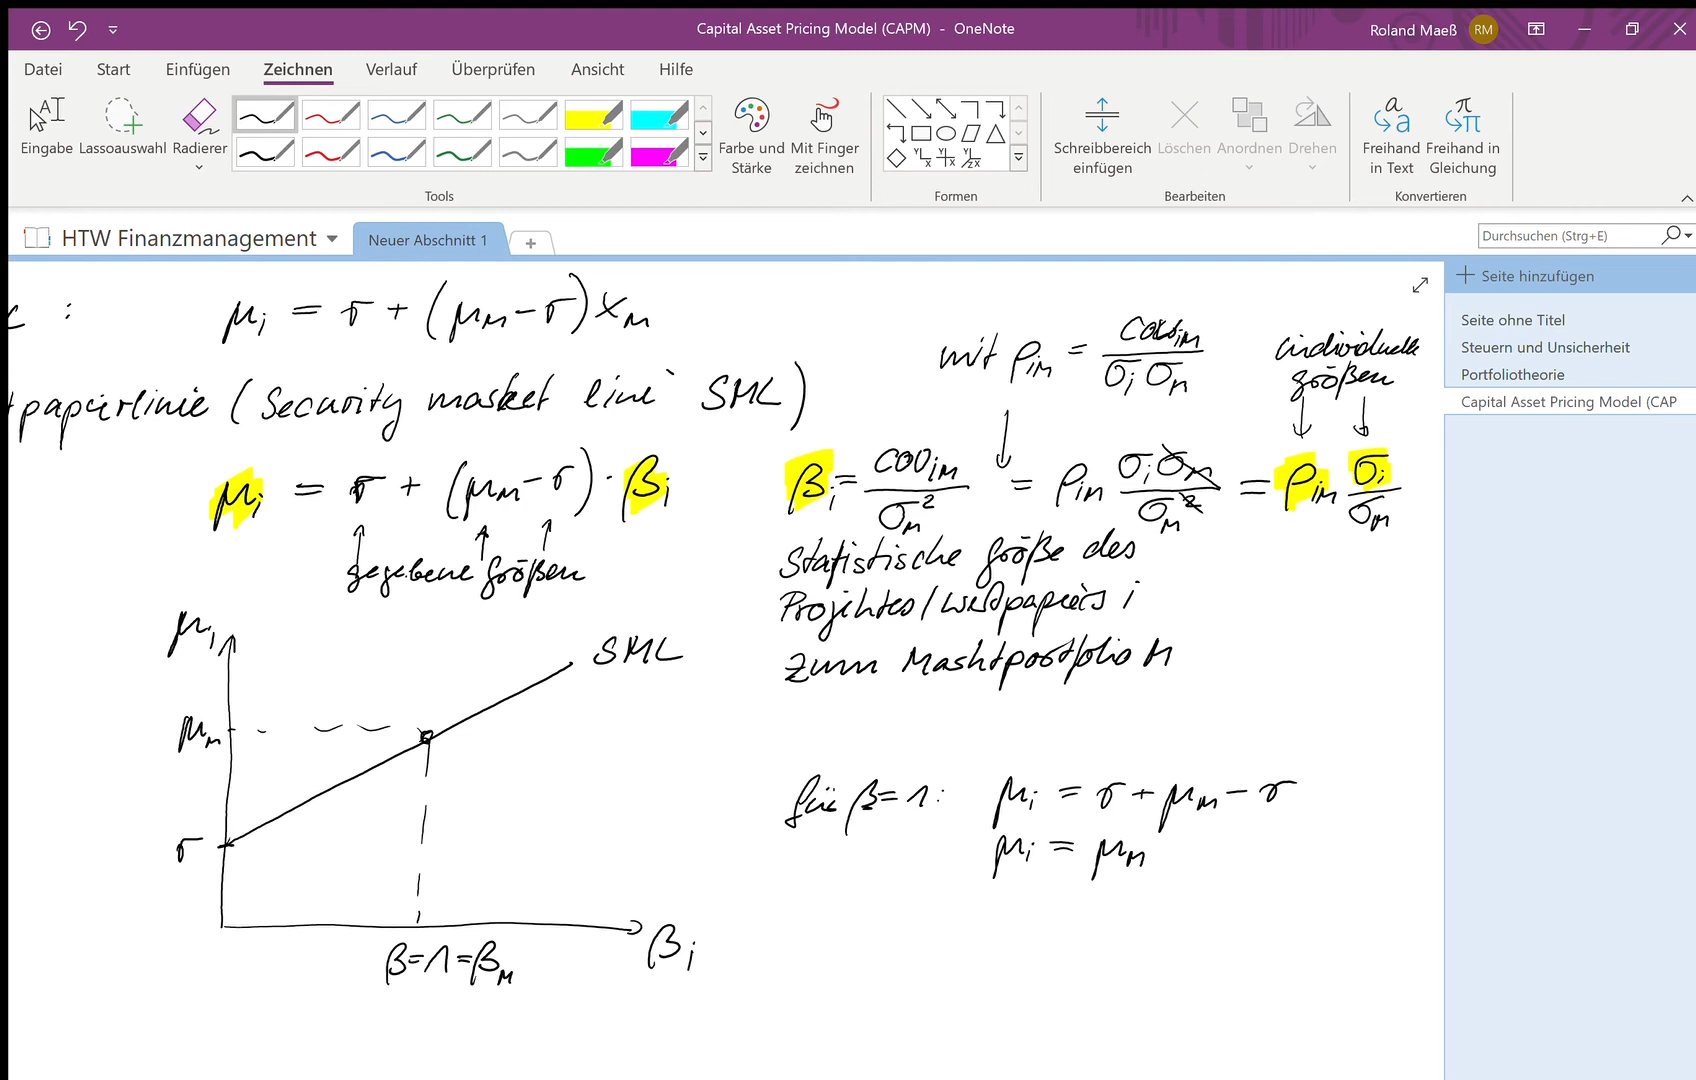 Capital Asset Pricing Model (CAPM) - OneNote
Roland Maeß RM
Datei Start Einfügen Zeichnen Verlauf Überprüfen Ansicht Hilfe
Eingabe Lassoauswahl Radierer
Farbe und Stärke
Mit Finger zeichnen
Schreibbereich einfügen
Löschen Anordnen Drehen
Freihand in Text
Freihand in Gleichung
Tools Formen Bearbeiten Konvertieren
HTW Finanzmanagement Neuer Abschnitt 1 +
Durchsuchen (Strg+E)
Seite hinzufügen
Seite ohne Titel
Steuern und Unsicherheit
Portfoliotheorie
Capital Asset Pricing Model (CAP
: μi = r + (μM - r) xM
tpapierlinie (Security market line SML)
mit ρiM = coviM / σi σM
individuelle
größen
μi = r + (μM - r) · βi
βi = coviM / σM² = ρiM σi σM / σM² = ρiM σi / σM
gegebene größen
Statistische größe des
Projektes / Wertpapiers i
zum Marktportfolio M
μi
SML
μM
r
β = 1 = βM
βi
für β = 1: μi = r + μM - r
μi = μM